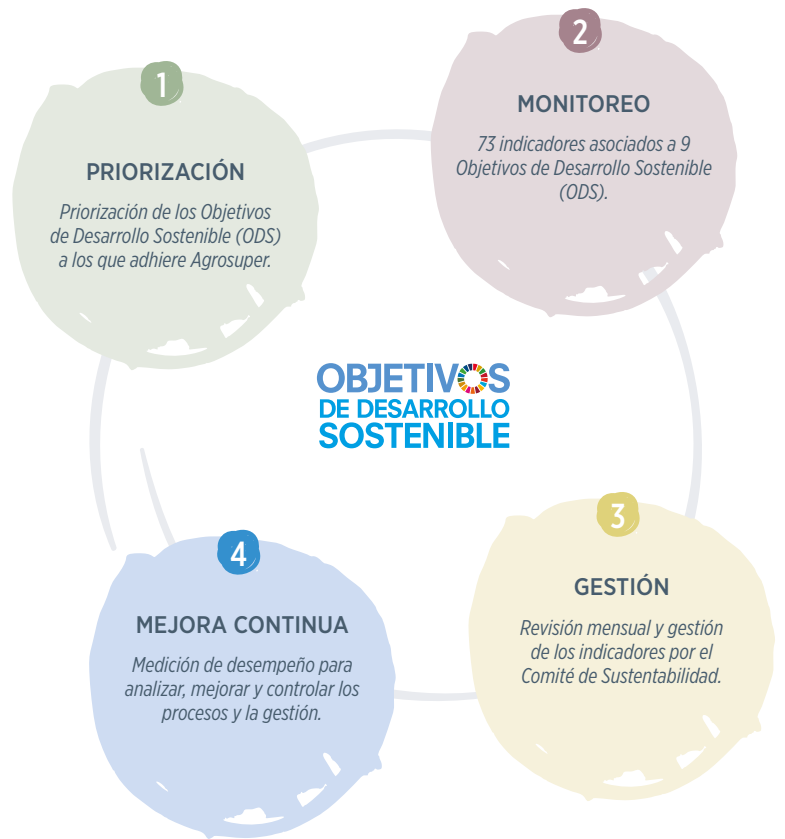 1
PRIORIZACIÓN
Priorización de los Objetivos
de Desarrollo Sostenible (ODS)
a los que adhiere Agrosuper.
2
MONITOREO
73 indicadores asociados a 9
Objetivos de Desarrollo Sostenible
(ODS).
OBJETIVOS
DE DESARROLLO
SOSTENIBLE
3
GESTIÓN
Revisión mensual y gestión
de los indicadores por el
Comité de Sustentabilidad.
4
MEJORA CONTINUA
Medición de desempeño para
analizar, mejorar y controlar los
procesos y la gestión.